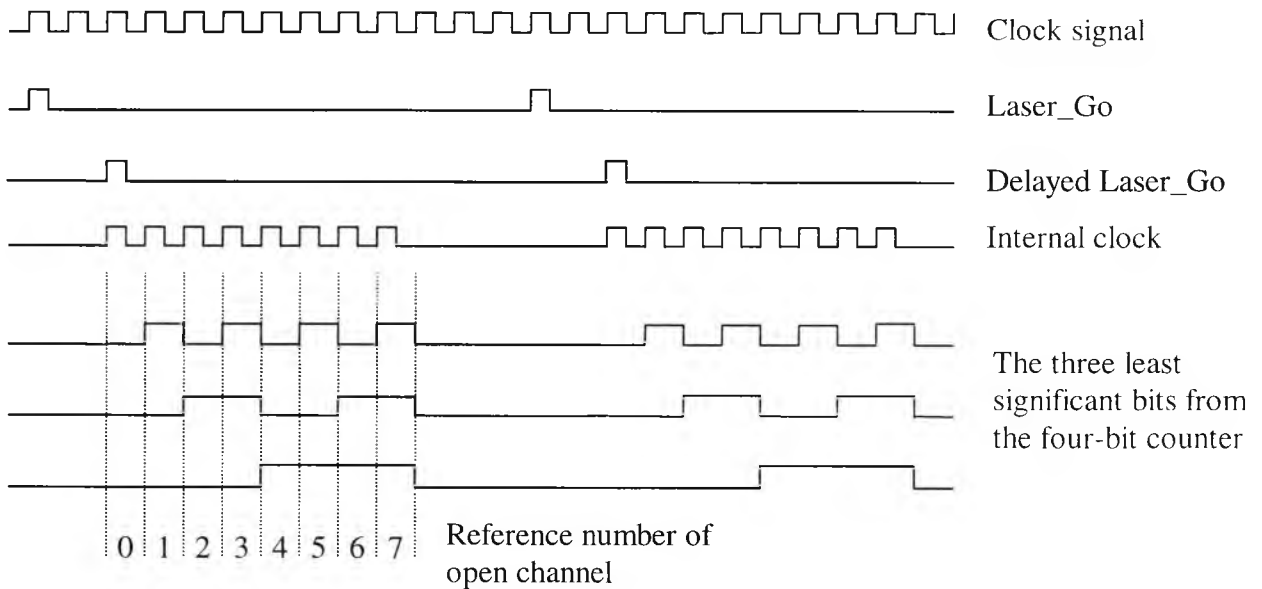 Clock signal
Laser_Go
Delayed Laser_Go
Internal clock
The three least
significant bits from
the four-bit counter
0 1 2 3 4 5 6 7
Reference number of
open channel